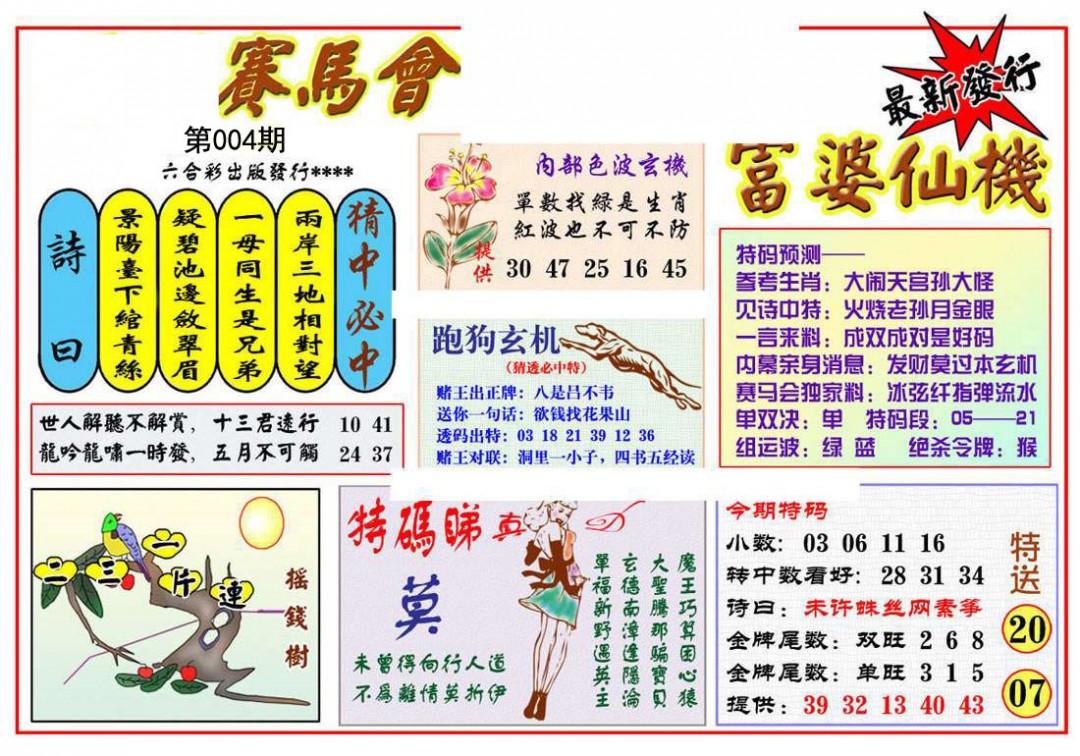 賽馬會
第004期
六合彩出版發行****
詩曰
景陽臺下綰青絲
疑碧池邊斂翠眉
一母同生是兄弟
兩岸三地相對望
猜中必中
世人解聽不解賞，十三君遠行 10 41
龍吟龍嘯一時發，五月不可觸 24 37
內部色波玄機
單數找綠是生肖
紅波也不可不防
提供
30 47 25 16 45
跑狗玄机
（猜透必中特）
赌王出正牌：八是吕不韦
送你一句话：欲钱找花果山
透码出特：03 18 21 39 12 36
赌王对联：洞里一小子，四书五经读
最新發行
富婆仙機
特码预测——
参考生肖：大闹天宫孙大怪
见诗中特：火烧老孙月金眼
一言来料：成双成对是好码
内幕亲身消息：发财莫过本玄机
赛马会独家料：冰弦纤指弹流水
单双决：单 特码段：05——21
组运波：绿 蓝 绝杀令牌：猴
一
二三
片
連
搖錢樹
特碼睇真D
莫
未曾得向行人道
不為離情莫折伊
單福新野遇英主
玄德南漳逢隱淪
大聖騰那騙寶貝
魔王巧算困心猿
今期特码
小数：03 06 11 16
转中数看好：28 31 34
诗曰：未许蛛丝网素筝
金牌尾数：双旺 2 6 8
金牌尾数：单旺 3 1 5
提供：39 32 13 40 43
特送
20
07